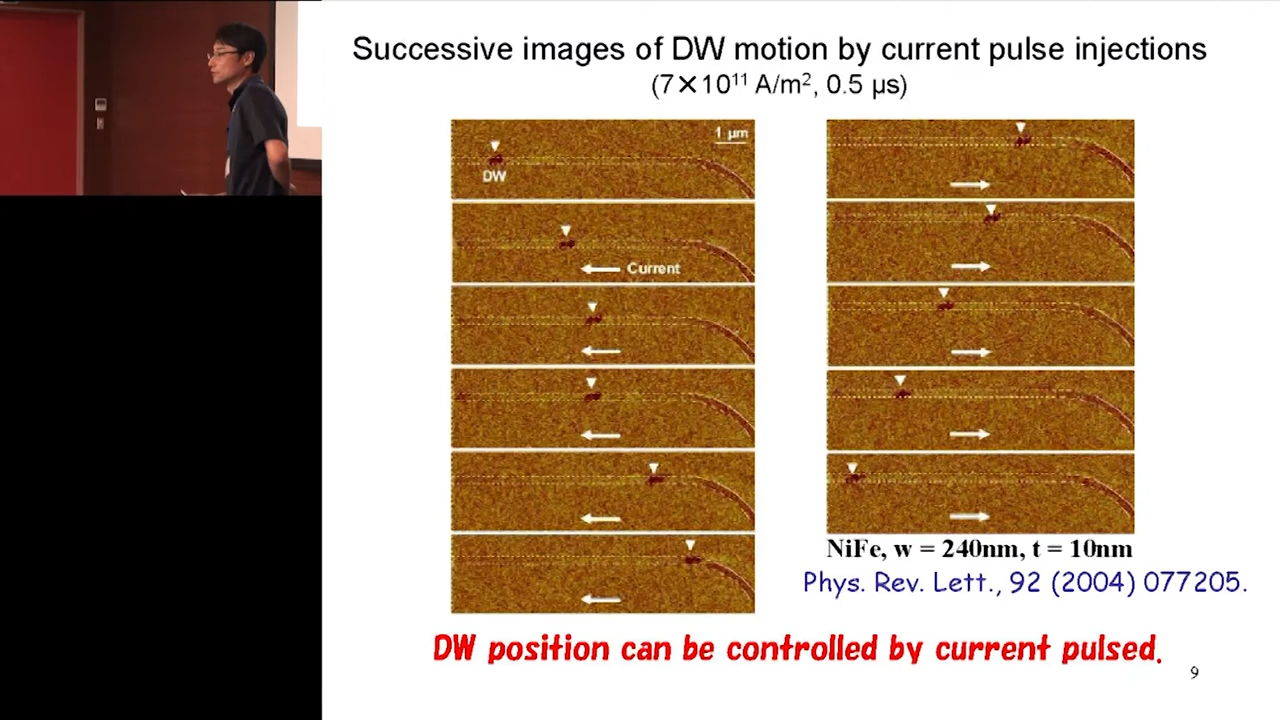 Successive images of DW motion by current pulse injections
(7×10¹¹ A/m², 0.5 µs)
1 µm
DW
Current
NiFe, w = 240nm, t = 10nm
Phys. Rev. Lett., 92 (2004) 077205.
DW position can be controlled by current pulsed.
9